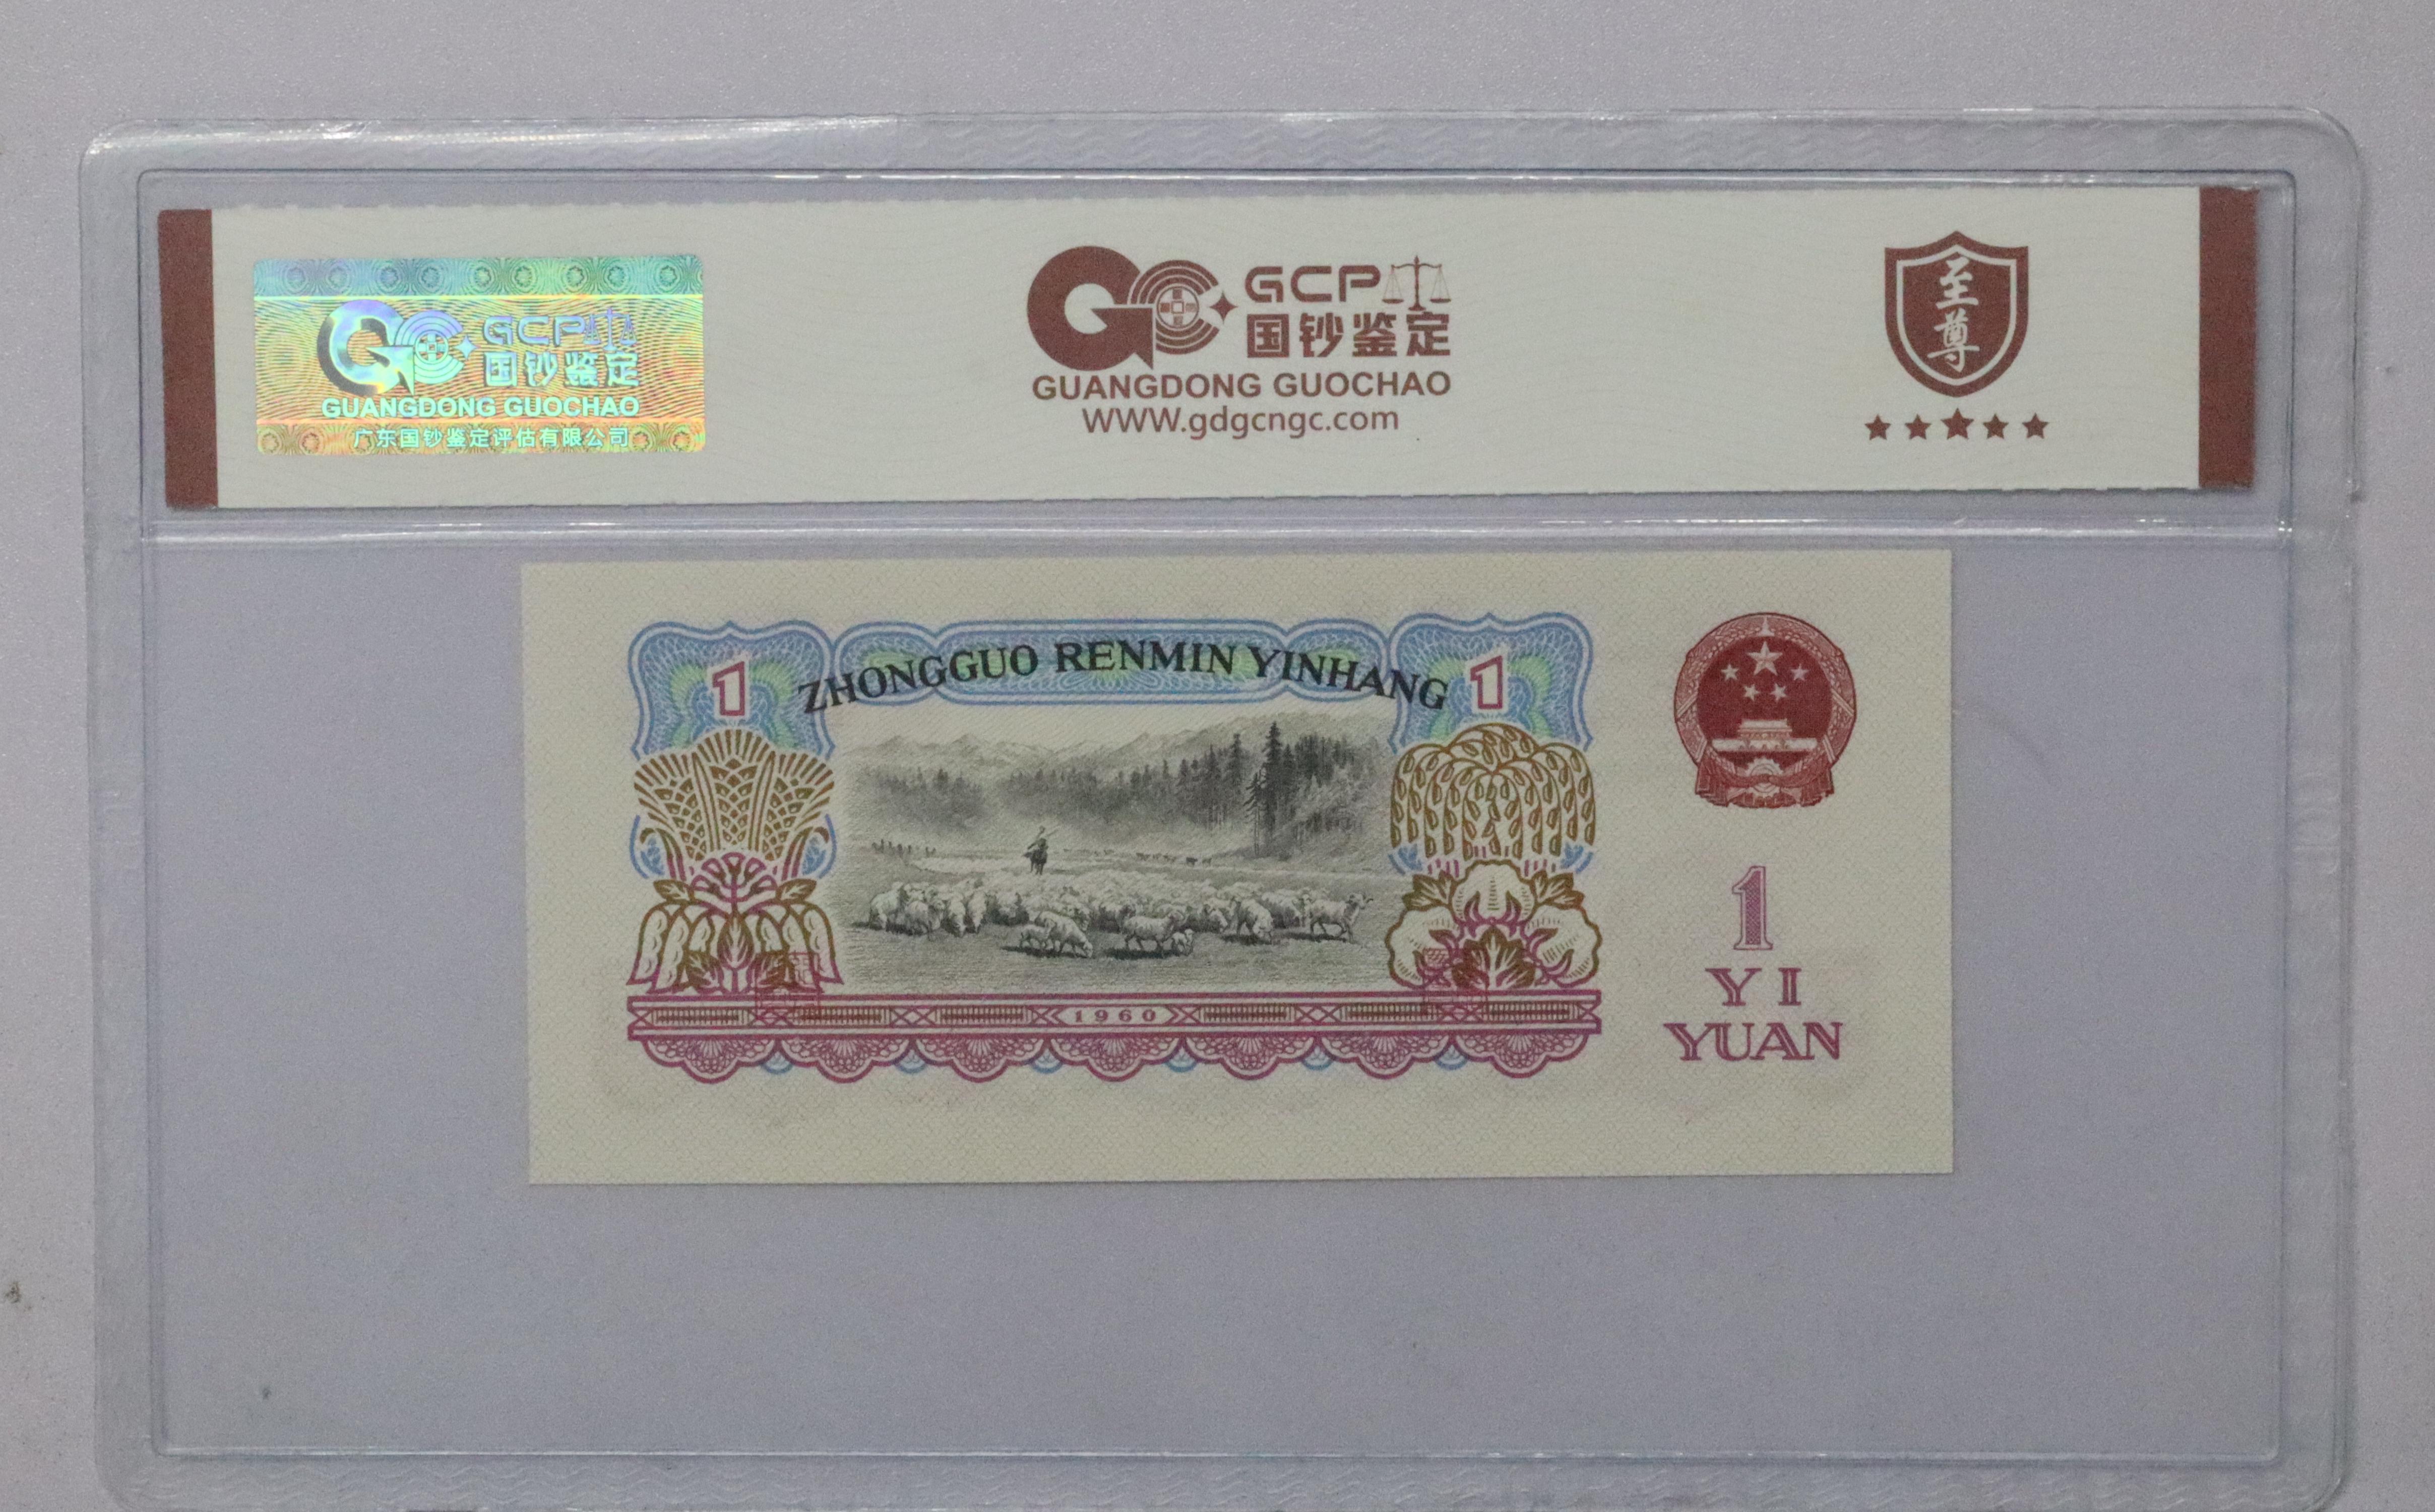 GCP
国钞鉴定
GUANGDONG GUOCHAO
广东国钞鉴定评估有限公司
GCP
国钞鉴定
GUANGDONG GUOCHAO
WWW.gdgcngc.com
至尊
1
ZHONGGUO RENMIN YINHANG
1
1960
1
YI
YUAN